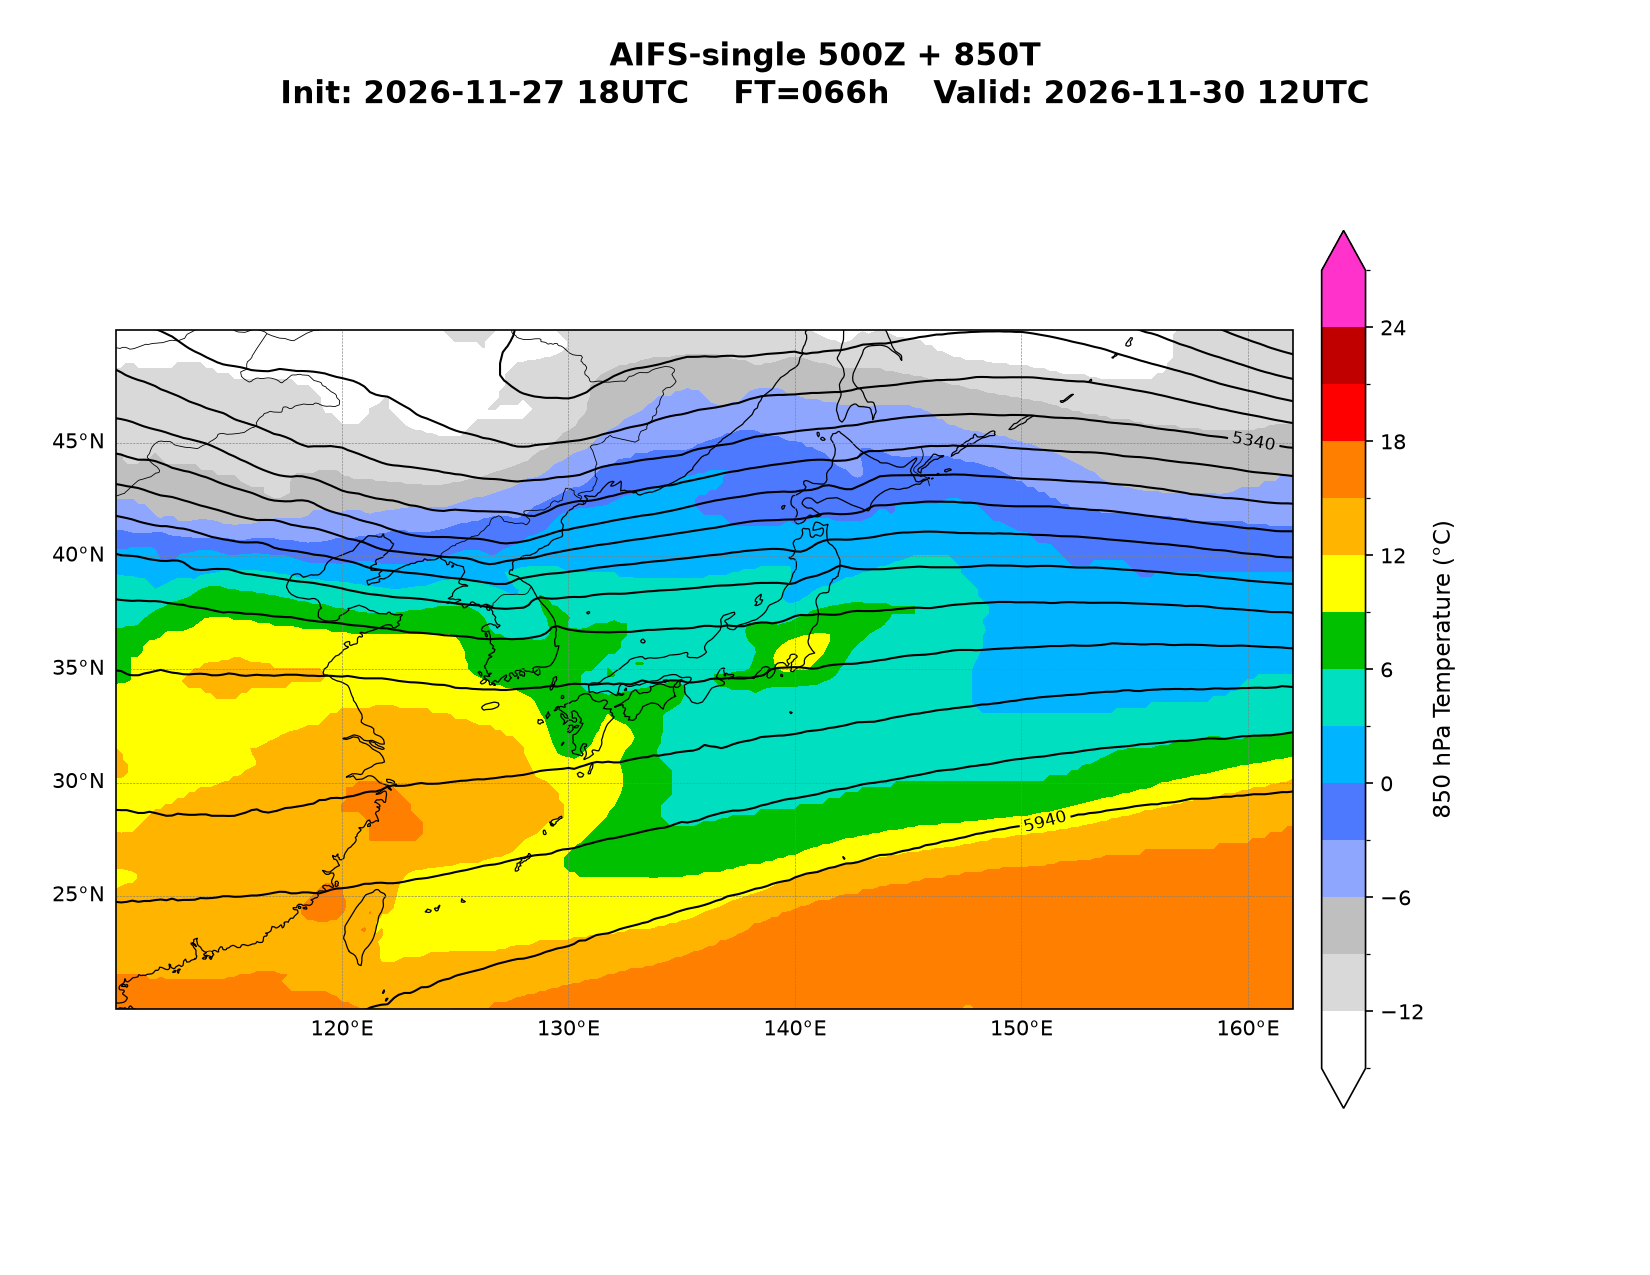 AIFS-single 500Z + 850T
Init: 2026-11-27 18UTC    FT=066h    Valid: 2026-11-30 12UTC
45°N
40°N
35°N
30°N
25°N
120°E
130°E
140°E
150°E
160°E
5340
5940
24
18
12
6
0
−6
−12
850 hPa Temperature (°C)